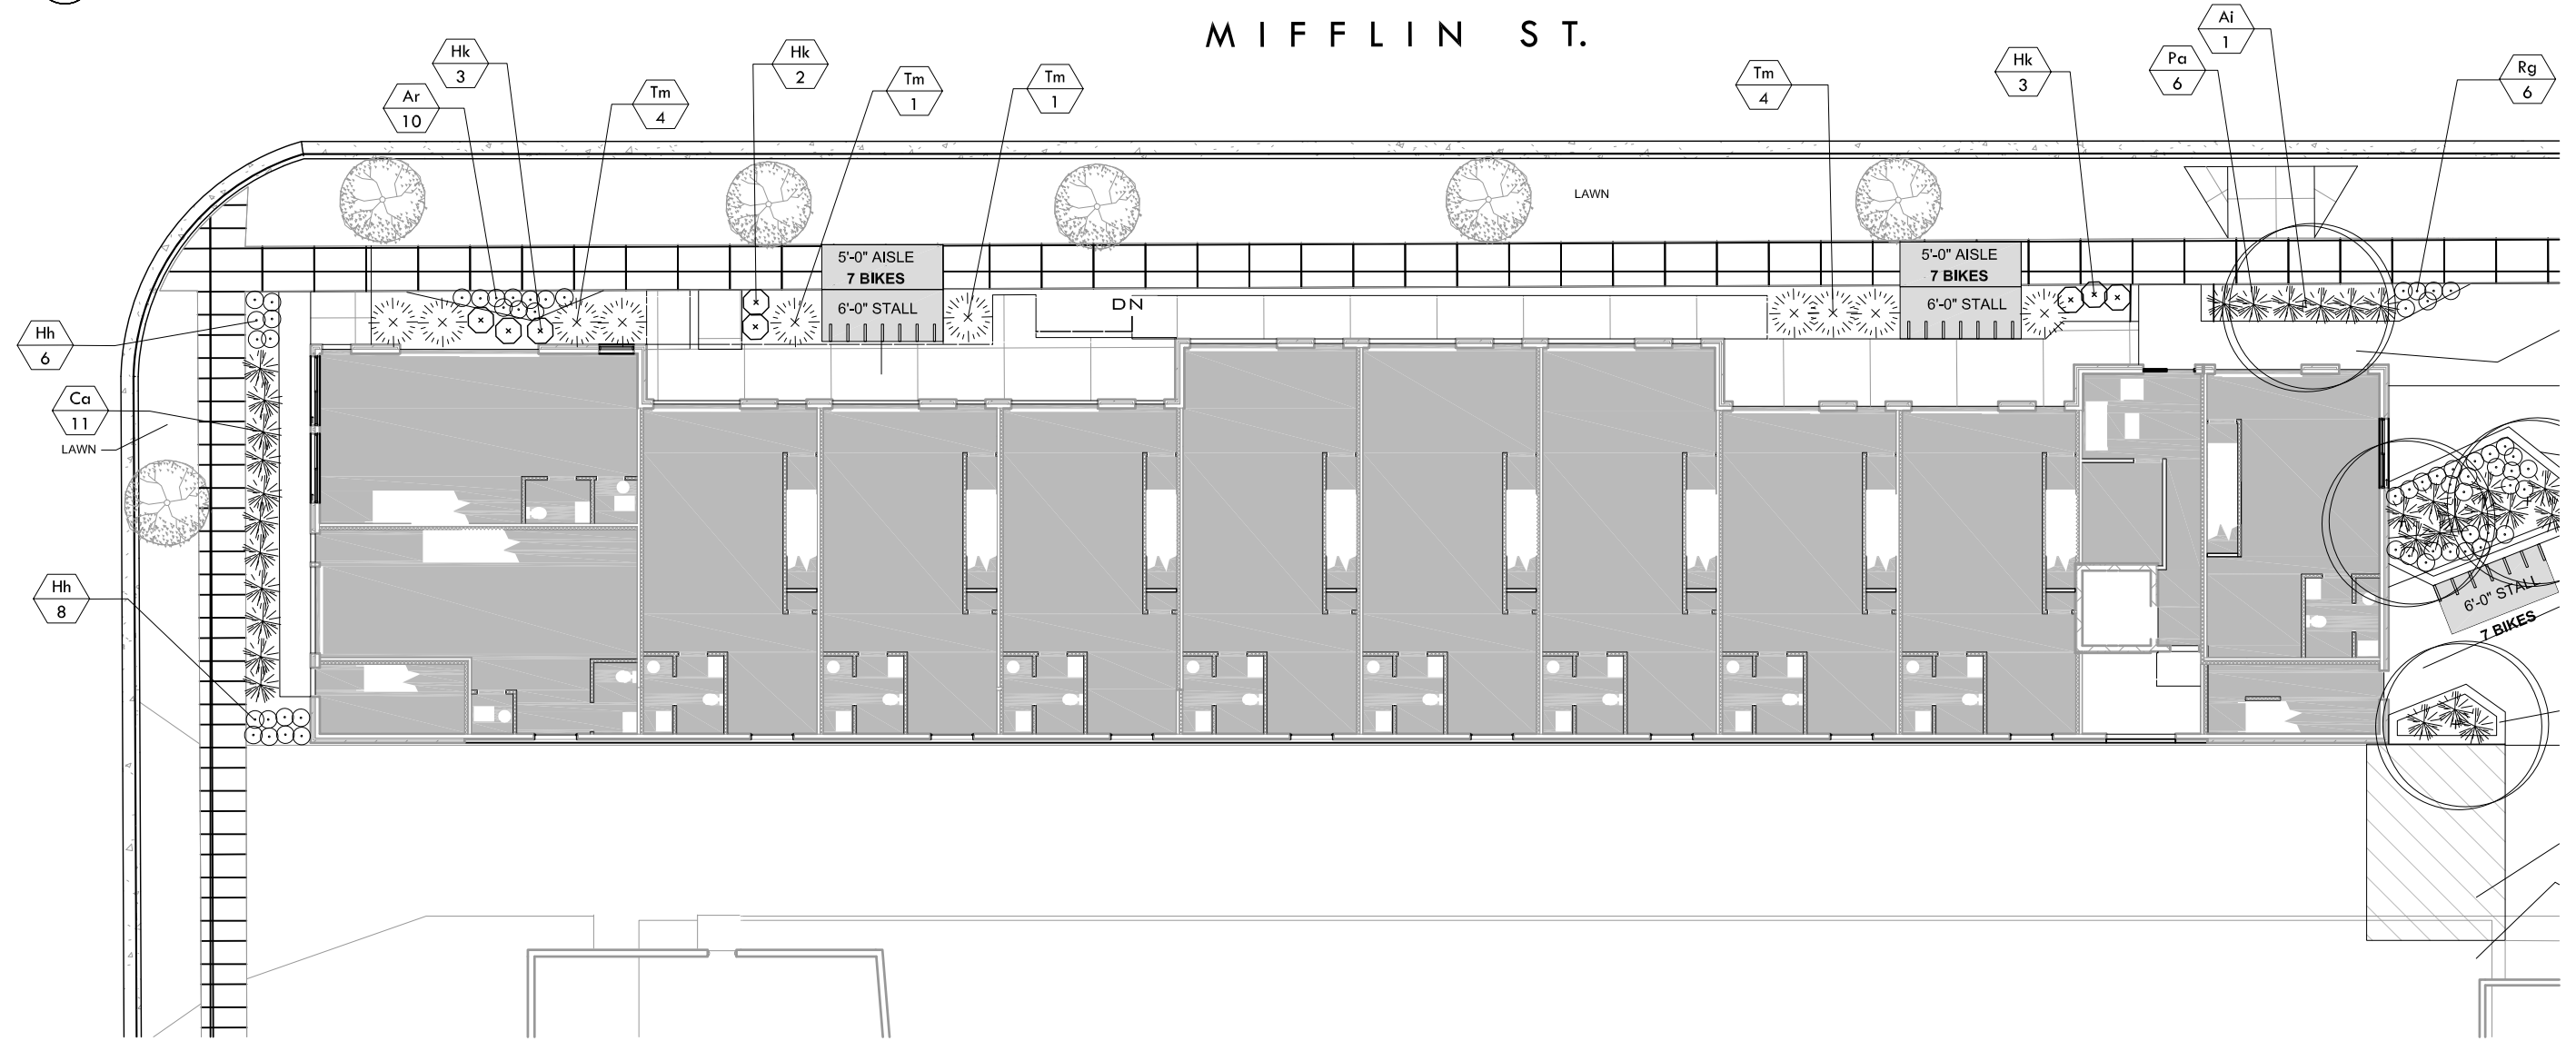 MIFFLIN ST.
Ai
1
Hk
3
Hk
2
Tm
1
Tm
1
Tm
4
Hk
3
Pa
6
Rg
6
Ar
10
Tm
4
LAWN
5'-0" AISLE
7 BIKES
6'-0" STALL
5'-0" AISLE
7 BIKES
6'-0" STALL
DN
Hh
6
Ca
11
LAWN
Hh
8
6'-0" STALL
7 BIKES